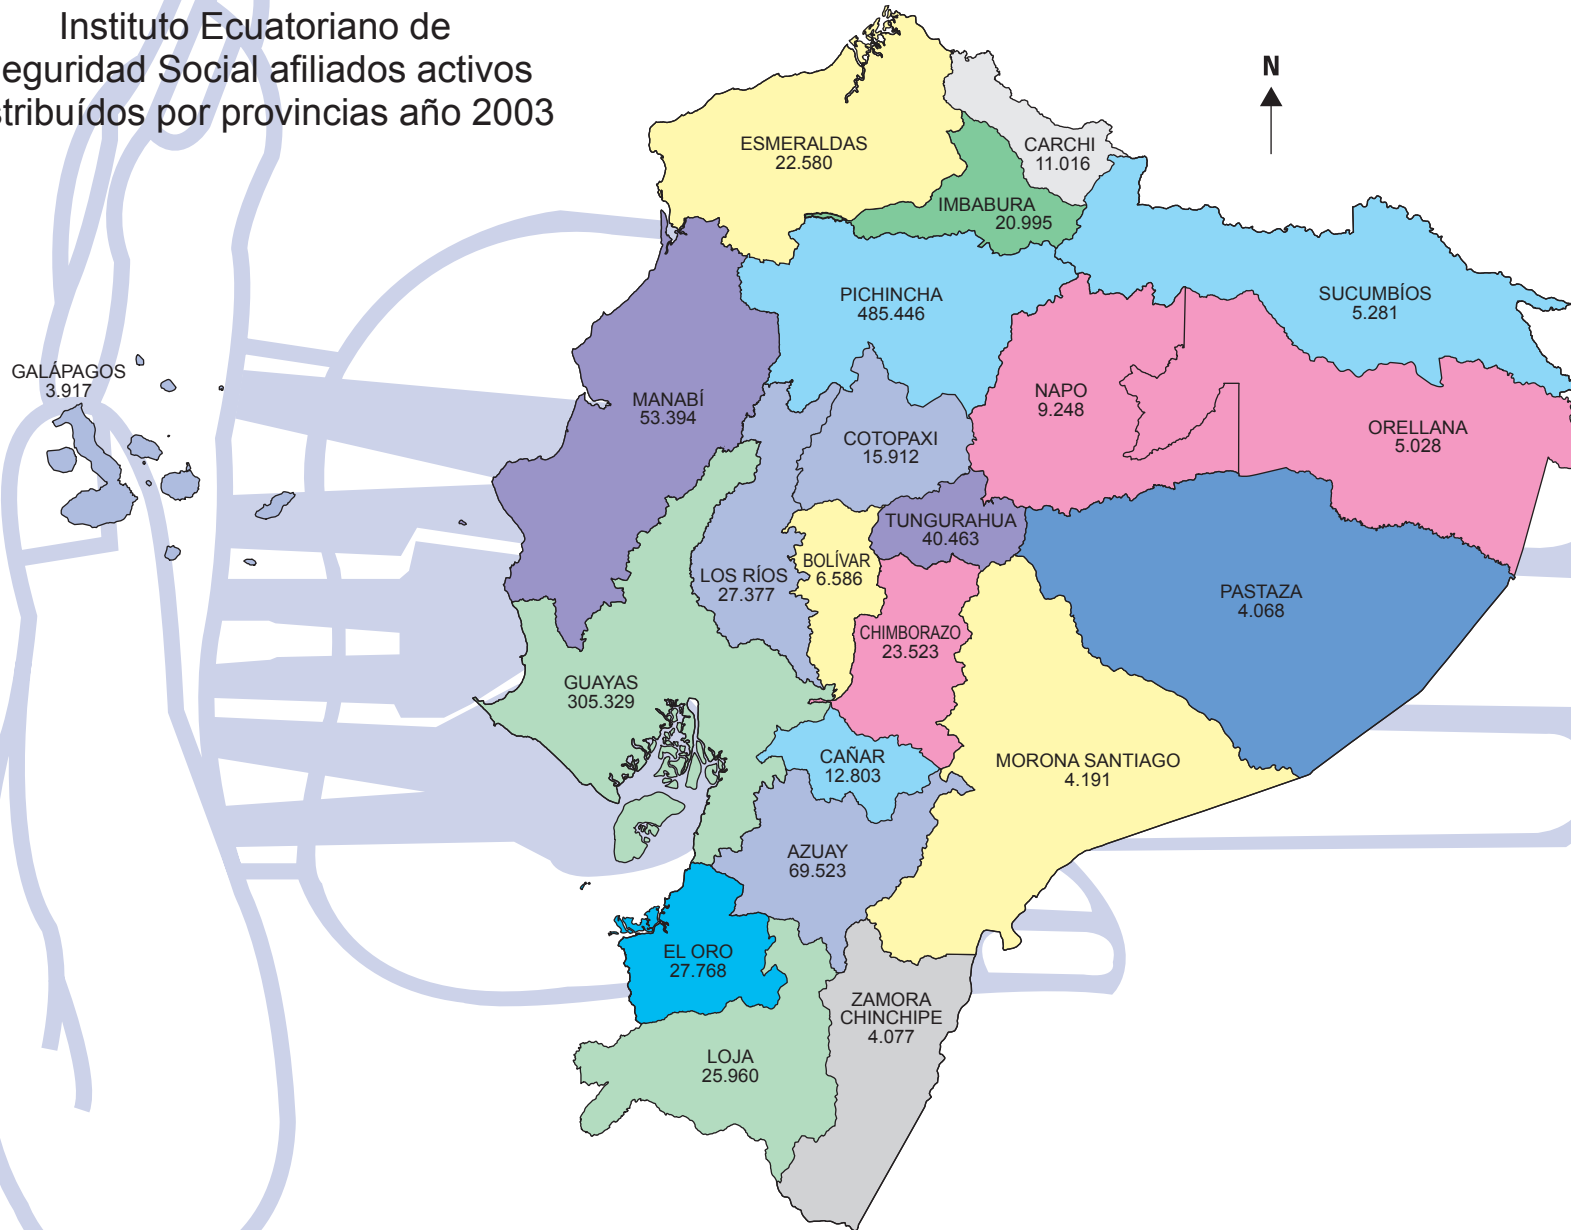 Instituto Ecuatoriano de
eguridad Social afiliados activos
stribuídos por provincias año 2003
N
ESMERALDAS
22.580
CARCHI
11.016
IMBABURA
20.995
PICHINCHA
485.446
SUCUMBÍOS
5.281
GALÁPAGOS
3.917
MANABÍ
53.394
NAPO
9.248
ORELLANA
5.028
COTOPAXI
15.912
TUNGURAHUA
40.463
BOLÍVAR
6.586
LOS RÍOS
27.377
PASTAZA
4.068
CHIMBORAZO
23.523
GUAYAS
305.329
CAÑAR
12.803
MORONA SANTIAGO
4.191
AZUAY
69.523
EL ORO
27.768
ZAMORA
CHINCHIPE
4.077
LOJA
25.960